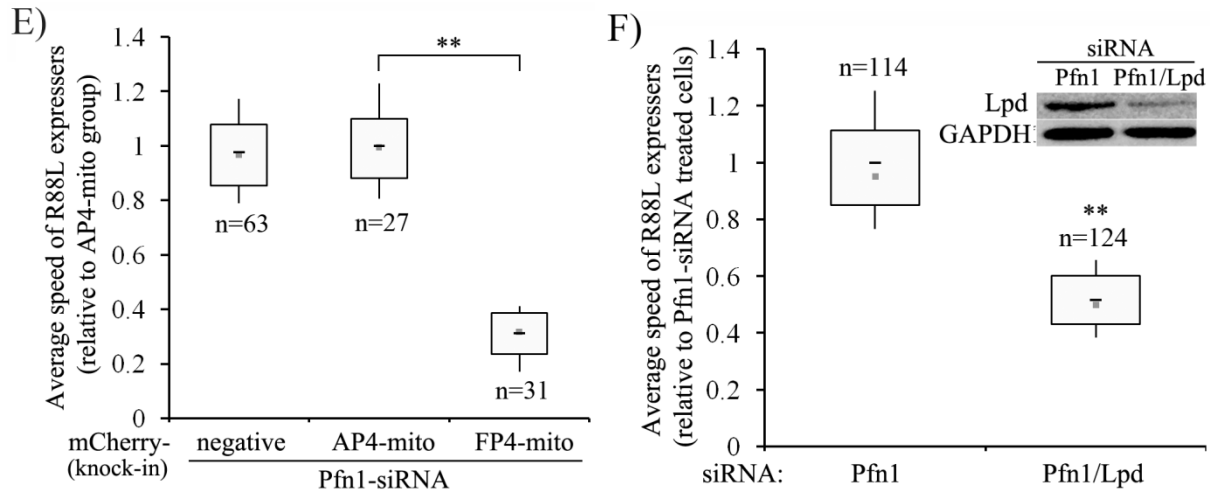 E)
Average speed of R88L expressers
(relative to AP4-mito group)
1.4
1.2
1
0.8
0.6
0.4
0.2
0
**
n=63
n=27
n=31
mCherry-
(knock-in)
negative
AP4-mito
FP4-mito
Pfn1-siRNA
F)
Average speed of R88L expressers
(relative to Pfn1-siRNA treated cells)
1.4
1.2
1
0.8
0.6
0.4
0.2
0
n=114
siRNA
Pfn1 Pfn1/Lpd
Lpd
GAPDH
**
n=124
siRNA: Pfn1 Pfn1/Lpd